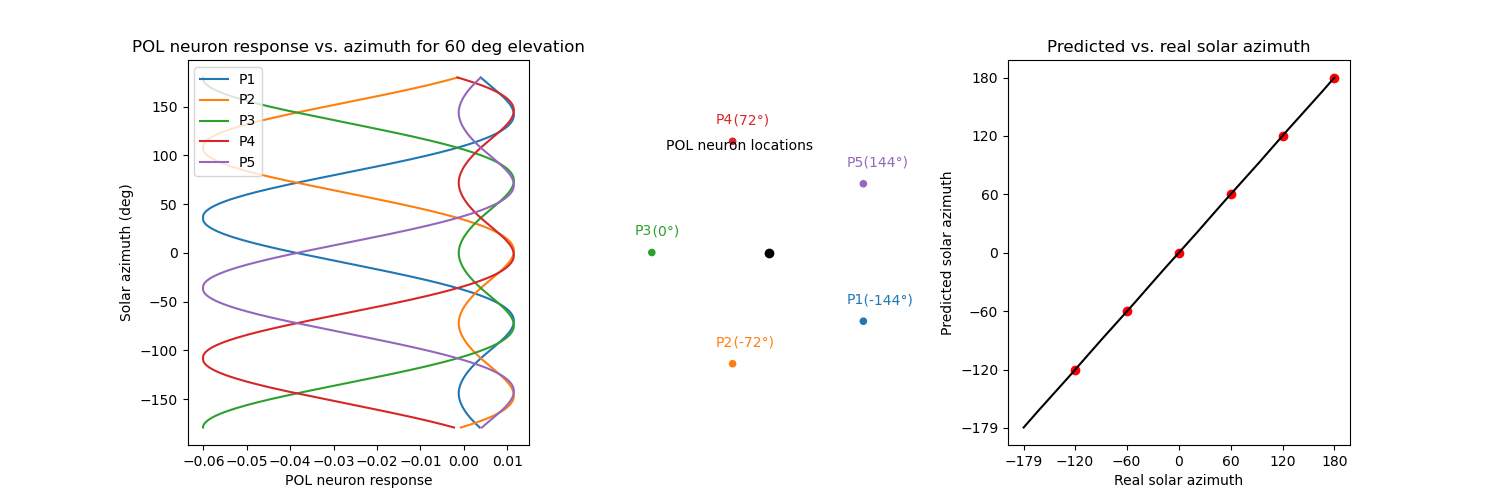 POL neuron response vs. azimuth for 60 deg elevation
P1
P2
P3
P4
P5
150
100
50
0
−50
−100
−150
Solar azimuth (deg)
−0.06 −0.05 −0.04 −0.03 −0.02 −0.01 0.00 0.01
POL neuron response
P4(72°)
POL neuron locations
P5(144°)
P3(0°)
P1(-144°)
P2(-72°)
Predicted vs. real solar azimuth
180
120
60
0
−60
−120
−179
Predicted solar azimuth
−179 −120 −60 0 60 120 180
Real solar azimuth